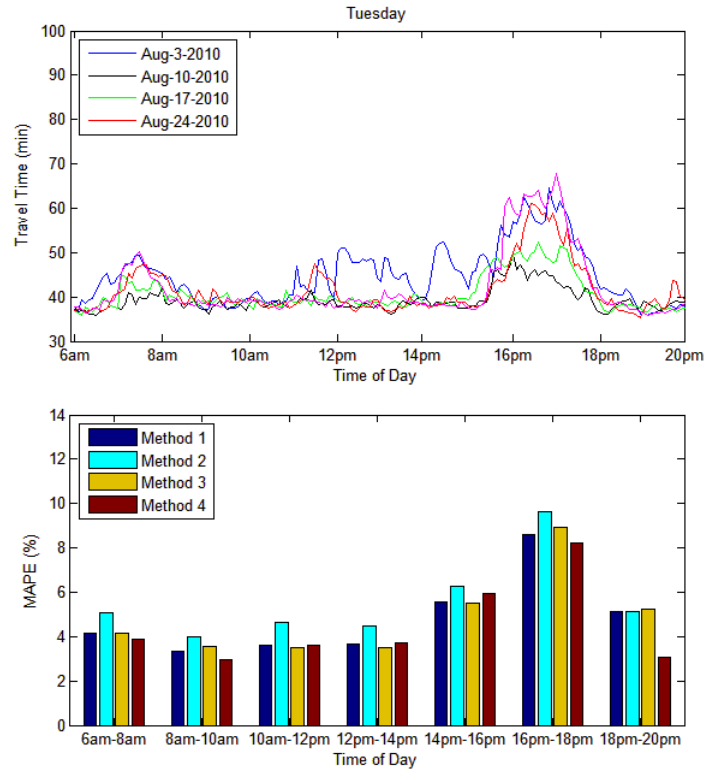 Tuesday
100
90
80
70
60
50
40
30
Travel Time (min)
Aug-3-2010
Aug-10-2010
Aug-17-2010
Aug-24-2010
6am 8am 10am 12pm 14pm 16pm 18pm 20pm
Time of Day
14
12
10
8
6
4
2
0
MAPE (%)
Method 1
Method 2
Method 3
Method 4
6am-8am 8am-10am 10am-12pm 12pm-14pm 14pm-16pm 16pm-18pm 18pm-20pm
Time of Day